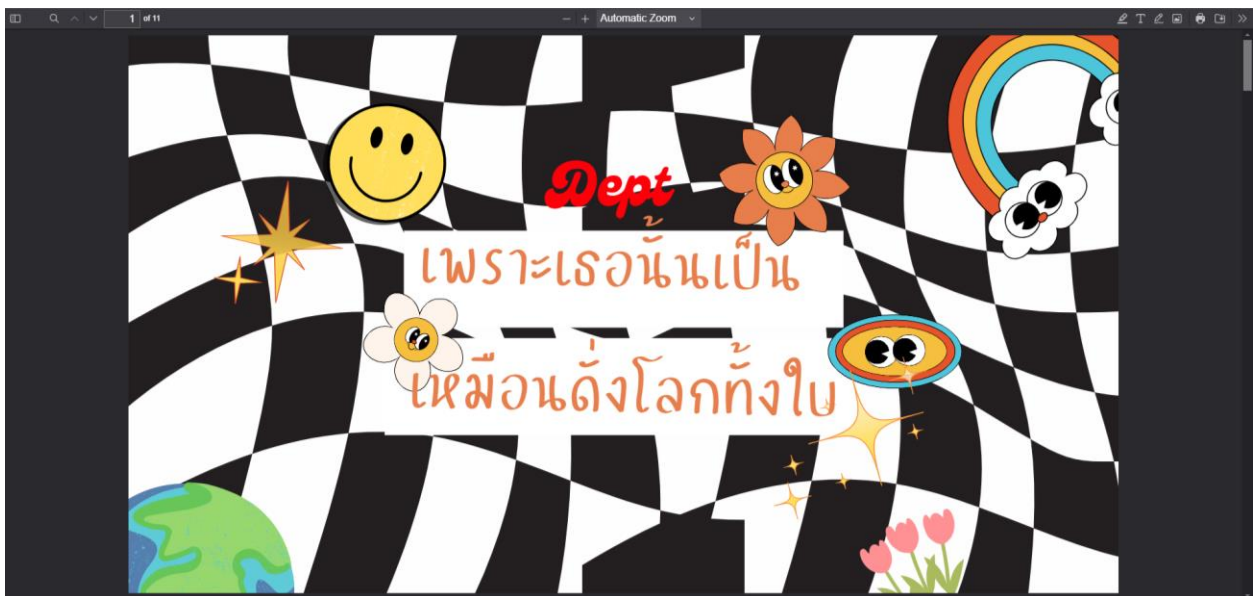 1 of 11
Automatic Zoom
Dept
เพราะเธอนั้นเป็น
เหมือนดั่งโลกทั้งใบ